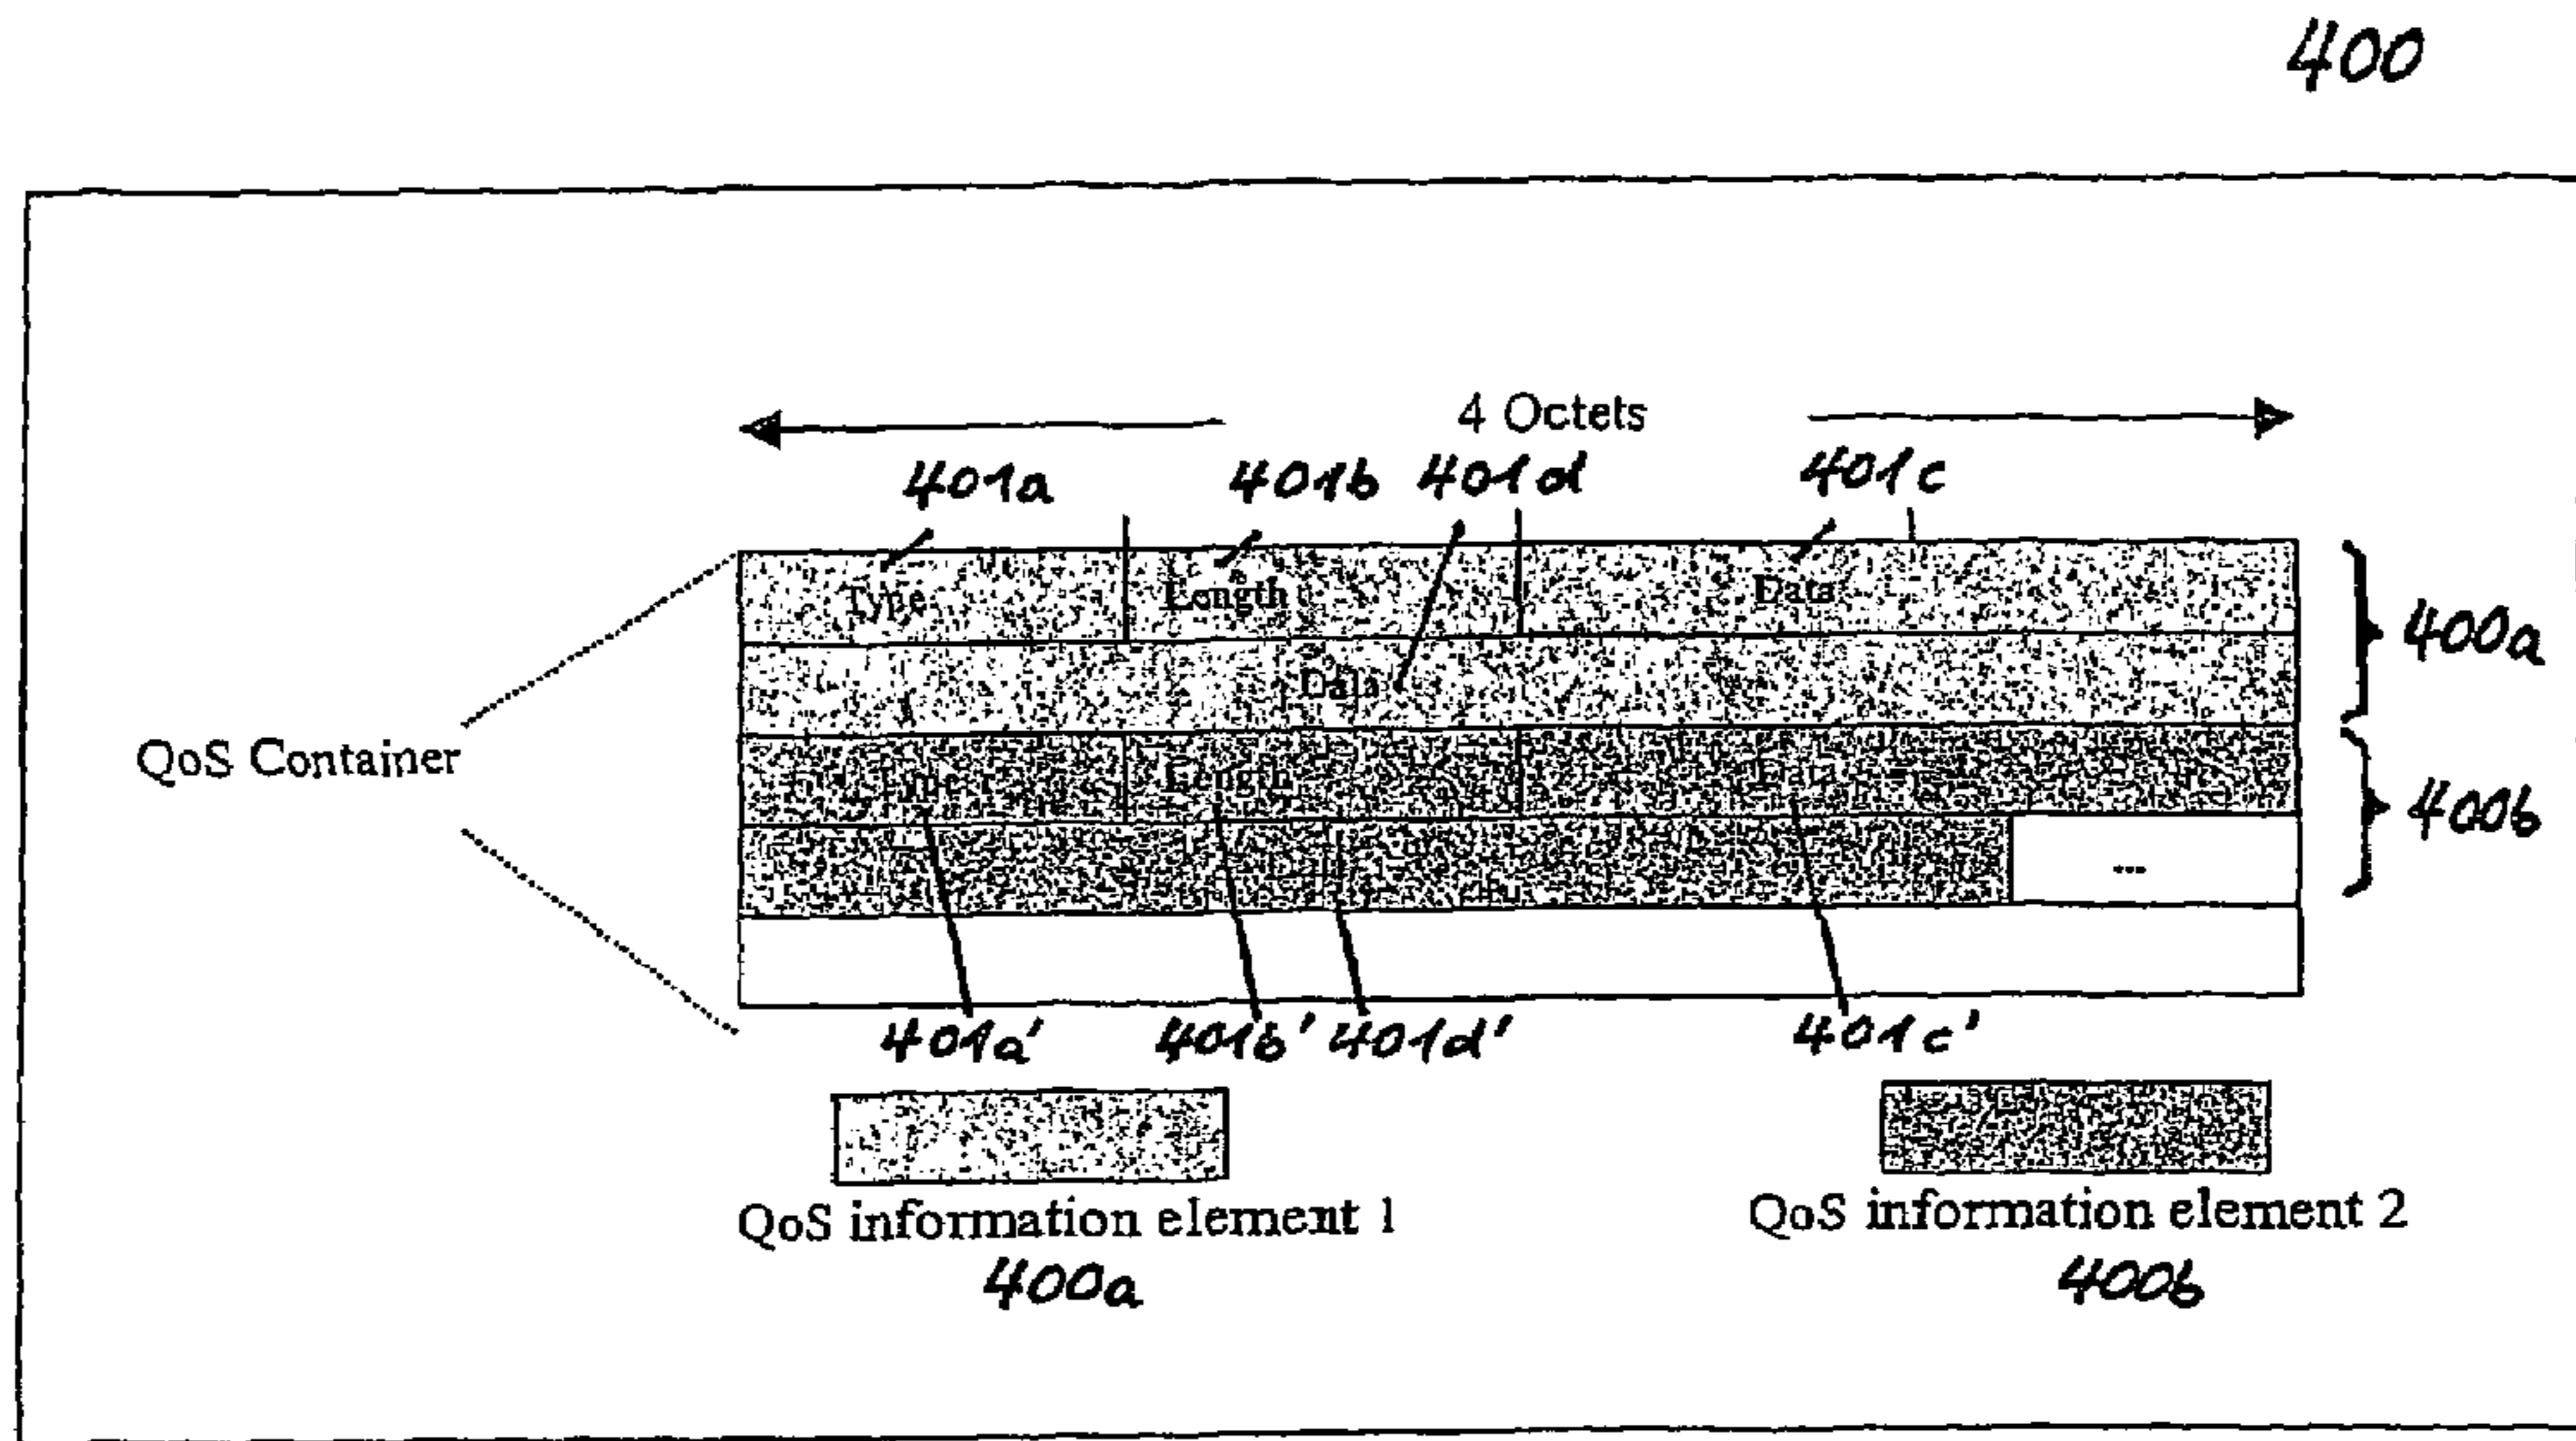 400
4 Octets
401a 401b 401d 401c
Type Length Data
400a
Data
QoS Container
Length Data
400b
...
401a' 401b' 401d' 401c'
QoS information element 1 QoS information element 2
400a 400b